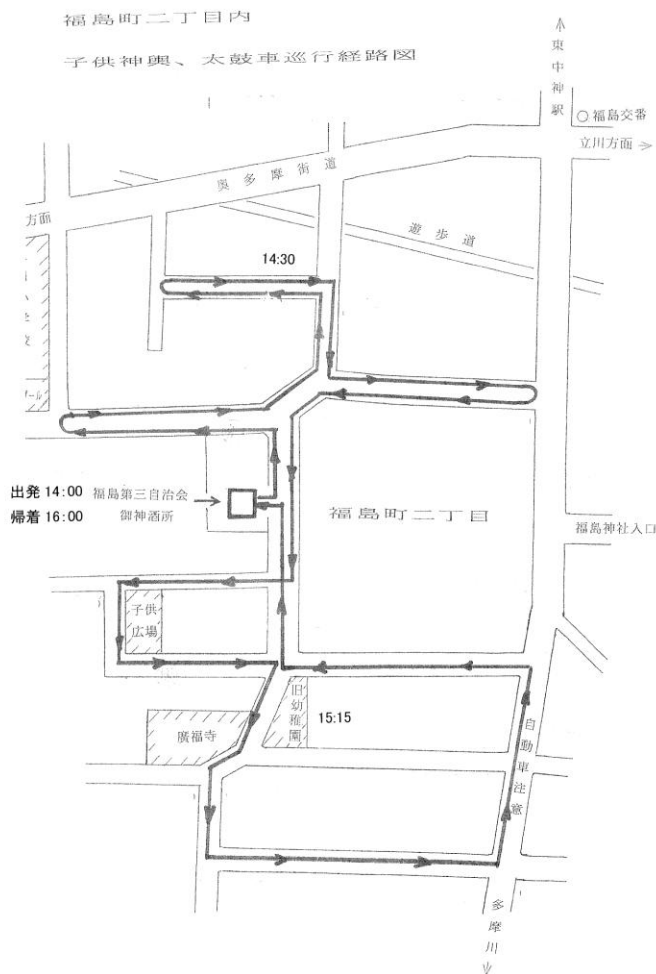 福島町二丁目内
子供神輿、太鼓車巡行経路図
東中神駅
福島交番
立川方面
奥多摩街道
方面
遊歩道
14:30
プール
出発 14:00
帰着 16:00
福島第三自治会
御神酒所
福島町二丁目
福島神社入口
子供
広場
旧幼稚園
15:15
廣福寺
自動車注意
多摩川